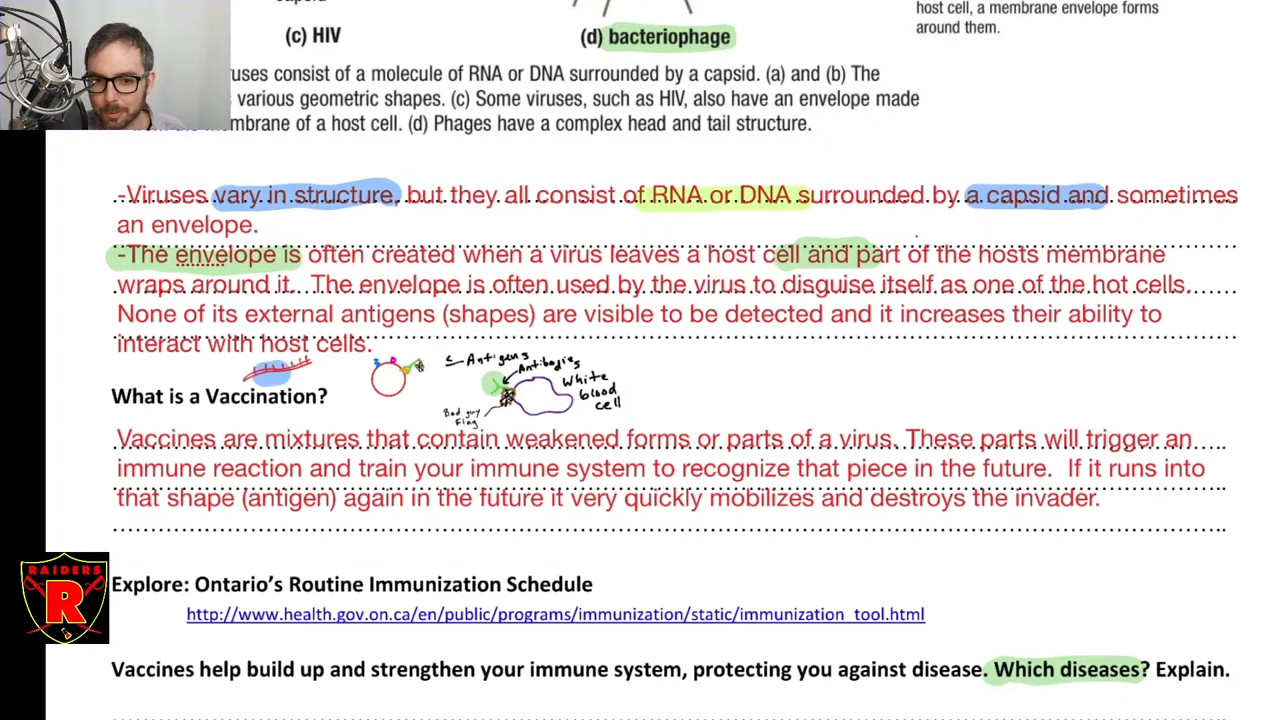 capsid
host cell, a membrane envelope forms
around them.
(c) HIV
(d) bacteriophage
uses consist of a molecule of RNA or DNA surrounded by a capsid. (a) and (b) The
various geometric shapes. (c) Some viruses, such as HIV, also have an envelope made
mbrane of a host cell. (d) Phages have a complex head and tail structure.
-Viruses vary in structure, but they all consist of RNA or DNA surrounded by a capsid and sometimes
an envelope.
-The envelope is often created when a virus leaves a host cell and part of the hosts membrane
wraps around it. The envelope is often used by the virus to disguise itself as one of the hot cells.
None of its external antigens (shapes) are visible to be detected and it increases their ability to
interact with host cells.
Antigens
Antibodies
White
blood
cell
Bad guy
Flag
What is a Vaccination?
Vaccines are mixtures that contain weakened forms or parts of a virus. These parts will trigger an
immune reaction and train your immune system to recognize that piece in the future. If it runs into
that shape (antigen) again in the future it very quickly mobilizes and destroys the invader.
RAIDERS
R
Explore: Ontario's Routine Immunization Schedule
http://www.health.gov.on.ca/en/public/programs/immunization/static/immunization_tool.html
Vaccines help build up and strengthen your immune system, protecting you against disease. Which diseases? Explain.